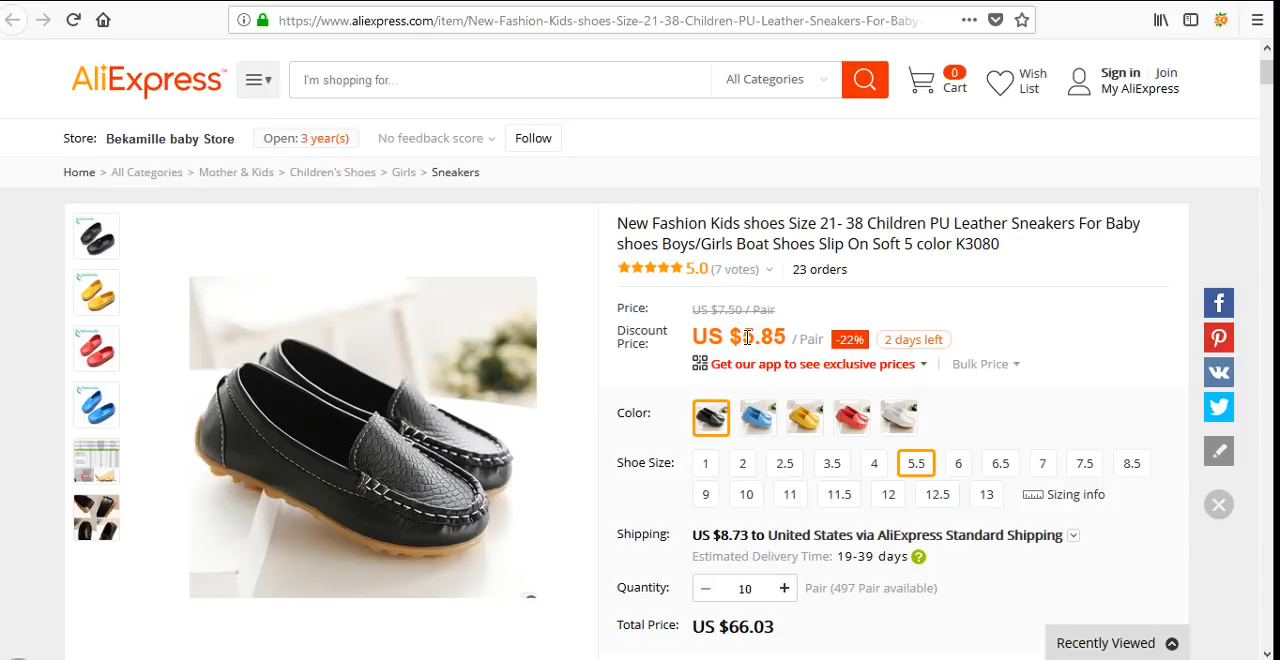 https://www.aliexpress.com/item/New-Fashion-Kids-shoes-Size-21-38-Children-PU-Leather-Sneakers-For-Baby-
AliExpress™
I'm shopping for...
All Categories
0
Cart
Wish
List
Sign in
Join
My AliExpress
Store: Bekamille baby Store
Open: 3 year(s)
No feedback score
Follow
Home > All Categories > Mother & Kids > Children's Shoes > Girls > Sneakers
New Fashion Kids shoes Size 21- 38 Children PU Leather Sneakers For Baby
shoes Boys/Girls Boat Shoes Slip On Soft 5 color K3080
5.0 (7 votes) 23 orders
Price: US $7.50 / Pair
Discount
Price:
US $5.85 / Pair -22% 2 days left
Get our app to see exclusive prices | Bulk Price
Color:
Shoe Size: 1 2 2.5 3.5 4 5.5 6 6.5 7 7.5 8.5
9 10 11 11.5 12 12.5 13 Sizing info
Shipping: US $8.73 to United States via AliExpress Standard Shipping
Estimated Delivery Time: 19-39 days ?
Quantity: − 10 + Pair (497 Pair available)
Total Price: US $66.03
Recently Viewed